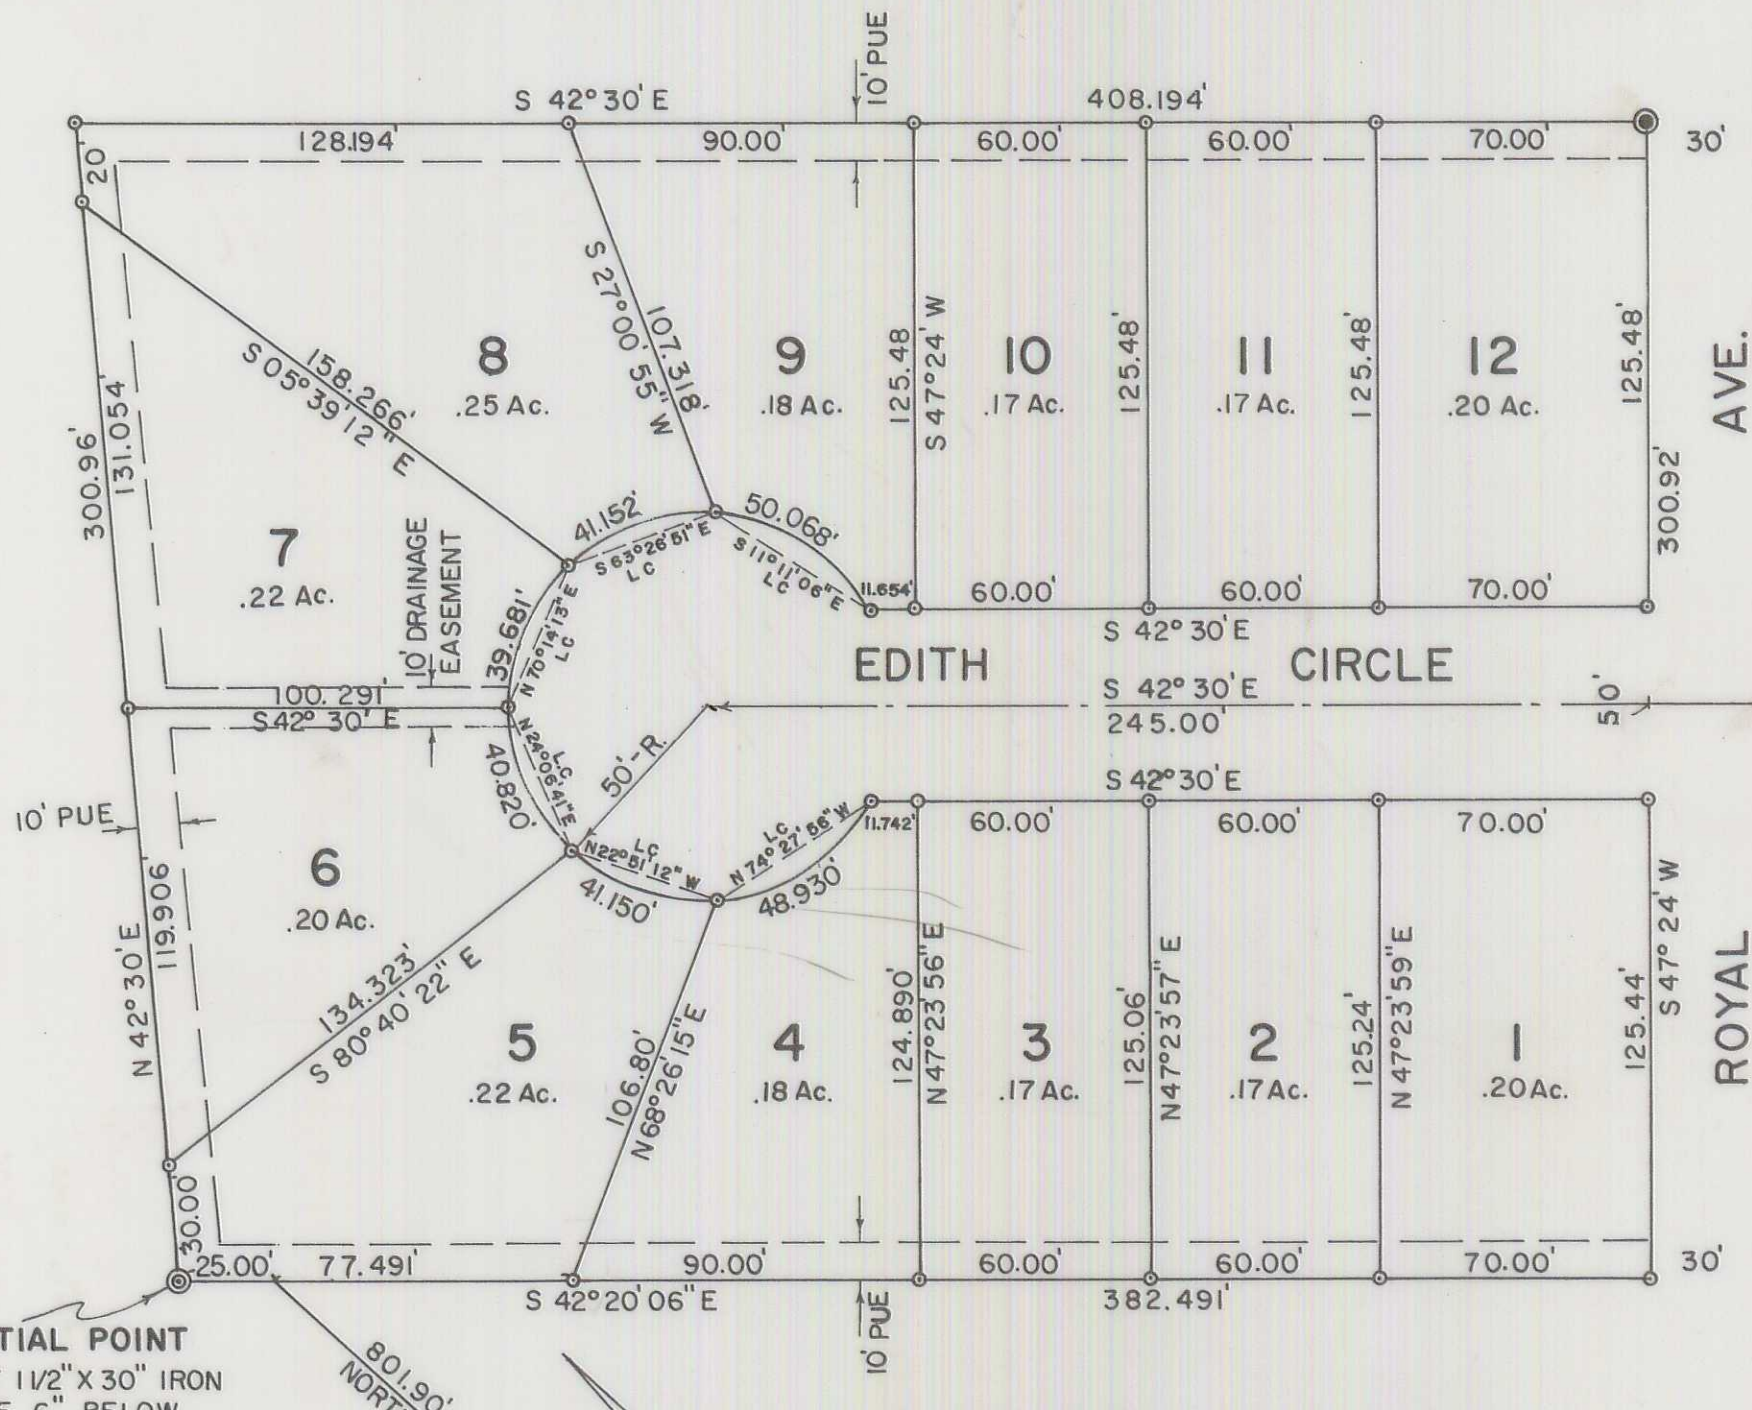 S 42° 30' E
408.194'
10' PUE
128.194'
90.00'
60.00'
60.00'
70.00'
30'
20'
S 27° 00' 55" W
107.318'
158.266'
S 05° 39' 12" E
8
.25 Ac.
9
.18 Ac.
125.48
S 47° 24' W
10
.17 Ac.
125.48'
11
.17 Ac.
125.48'
12
.20 Ac.
125.48'
AVE.
300.96'
131.054'
300.92'
7
.22 Ac.
10' DRAINAGE
EASEMENT
41.152'
S 63° 26' 51" E
LC
50.068'
S 11° 11' 06" E
LC
39.681'
N 70° 14' 13" E
LC
11.654'
60.00'
60.00'
70.00'
S 42° 30' E
EDITH CIRCLE
100.291'
S 42° 30' E
S 42° 30' E
245.00'
50'
50'-R.
N 24° 06' 41" E
LC
40.820'
S 42° 30' E
10' PUE
N 22° 51' 12" W
LC
41.150'
N 74° 27' 56" W
LC
48.930'
11.742'
60.00'
60.00'
70.00'
6
.20 Ac.
119.906'
N 42° 30' E
134.323'
S 80° 40' 22" E
5
.22 Ac.
106.80'
N 68° 26' 15" E
4
.18 Ac.
124.890'
N 47° 23' 56" E
3
.17 Ac.
125.06'
N 47° 23' 57" E
2
.17 Ac.
125.24'
N 47° 23' 59" E
1
.20 Ac.
125.44'
S 47° 24' W
ROYAL
30.00'
25.00'
77.491'
90.00'
60.00'
60.00'
70.00'
30'
S 42° 20' 06" E
382.491'
10' PUE
TIAL POINT
1 1/2" X 30" IRON
6" BELOW
801.90'
NORT